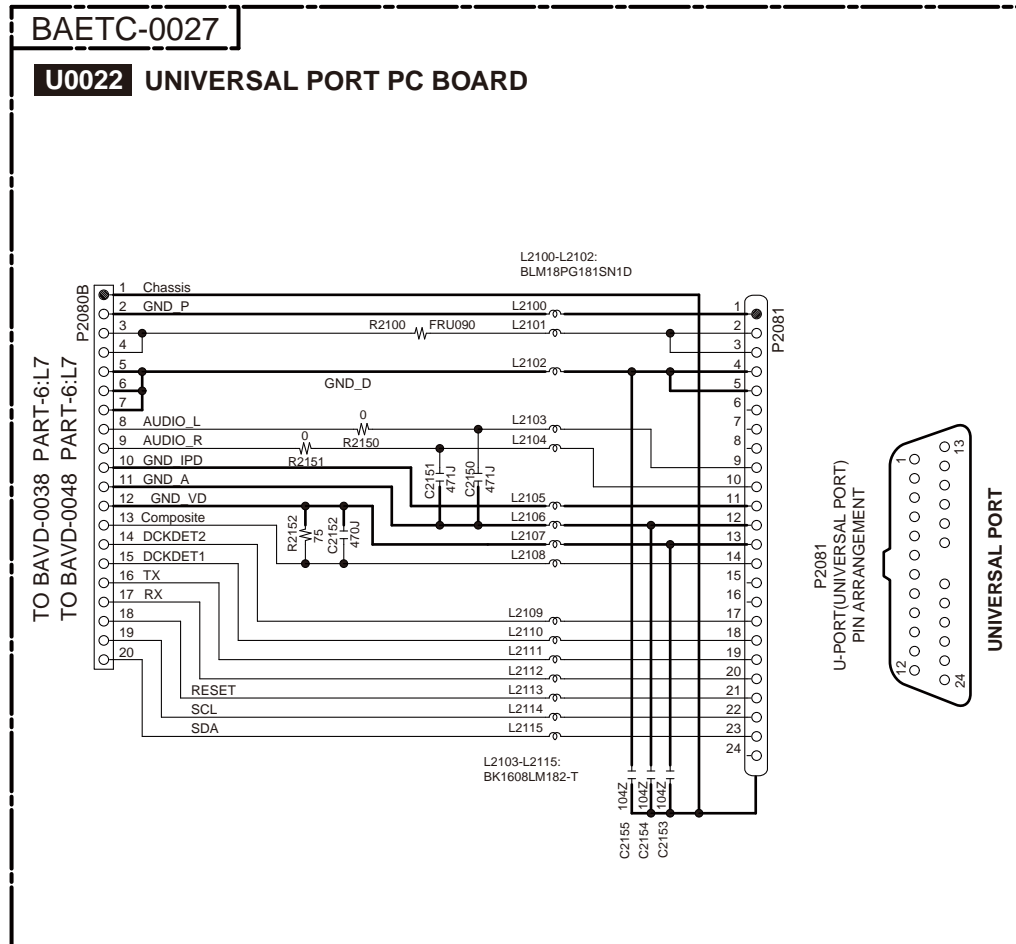 BAETC-0027
U0022 UNIVERSAL PORT PC BOARD
L2100-L2102:
BLM18PG181SN1D
TO BAVD-0038 PART-6:L7
TO BAVD-0048 PART-6:L7
P2080B
1 Chassis
2 GND_P
3
4
5
6
7
8 AUDIO_L
9 AUDIO_R
10 GND_IPD
11 GND_A
12 GND_VD
13 Composite
14 DCKDET2
15 DCKDET1
16 TX
17 RX
18
19
20
RESET
SCL
SDA
R2100 FRU090
GND_D
0
R2150
0
R2151
C2151
471J
C2150
471J
R2152
75
C2152
470J
L2100
L2101
L2102
L2103
L2104
L2105
L2106
L2107
L2108
L2109
L2110
L2111
L2112
L2113
L2114
L2115
L2103-L2115:
BK1608LM182-T
C2155 104Z
C2154 104Z
C2153 104Z
1
2
3
4
5
6
7
8
9
10
11
12
13
14
15
16
17
18
19
20
21
22
23
24
P2081
P2081
U-PORT(UNIVERSAL PORT)
PIN ARRANGEMENT
1
13
12
24
UNIVERSAL PORT